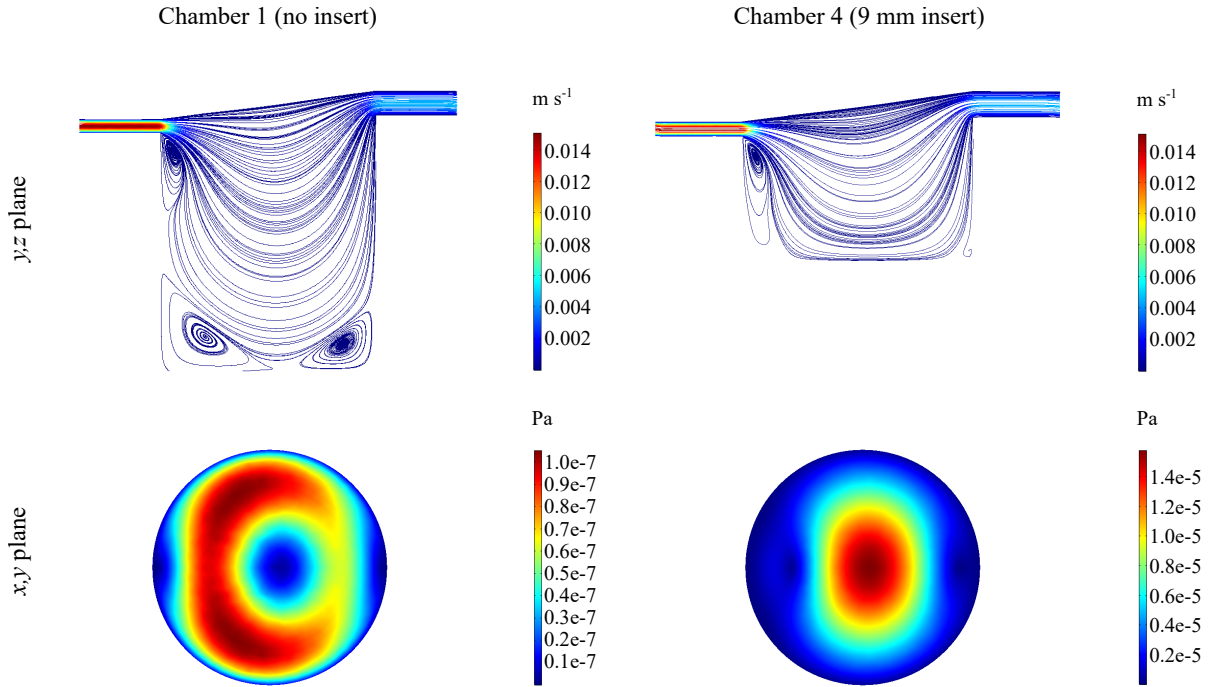 Chamber 1 (no insert)
Chamber 4 (9 mm insert)
y,z plane
m s⁻¹
0.014
0.012
0.010
0.008
0.006
0.004
0.002
m s⁻¹
0.014
0.012
0.010
0.008
0.006
0.004
0.002
x,y plane
Pa
1.0e-7
0.9e-7
0.8e-7
0.7e-7
0.6e-7
0.5e-7
0.4e-7
0.3e-7
0.2e-7
0.1e-7
Pa
1.4e-5
1.2e-5
1.0e-5
0.8e-5
0.6e-5
0.4e-5
0.2e-5